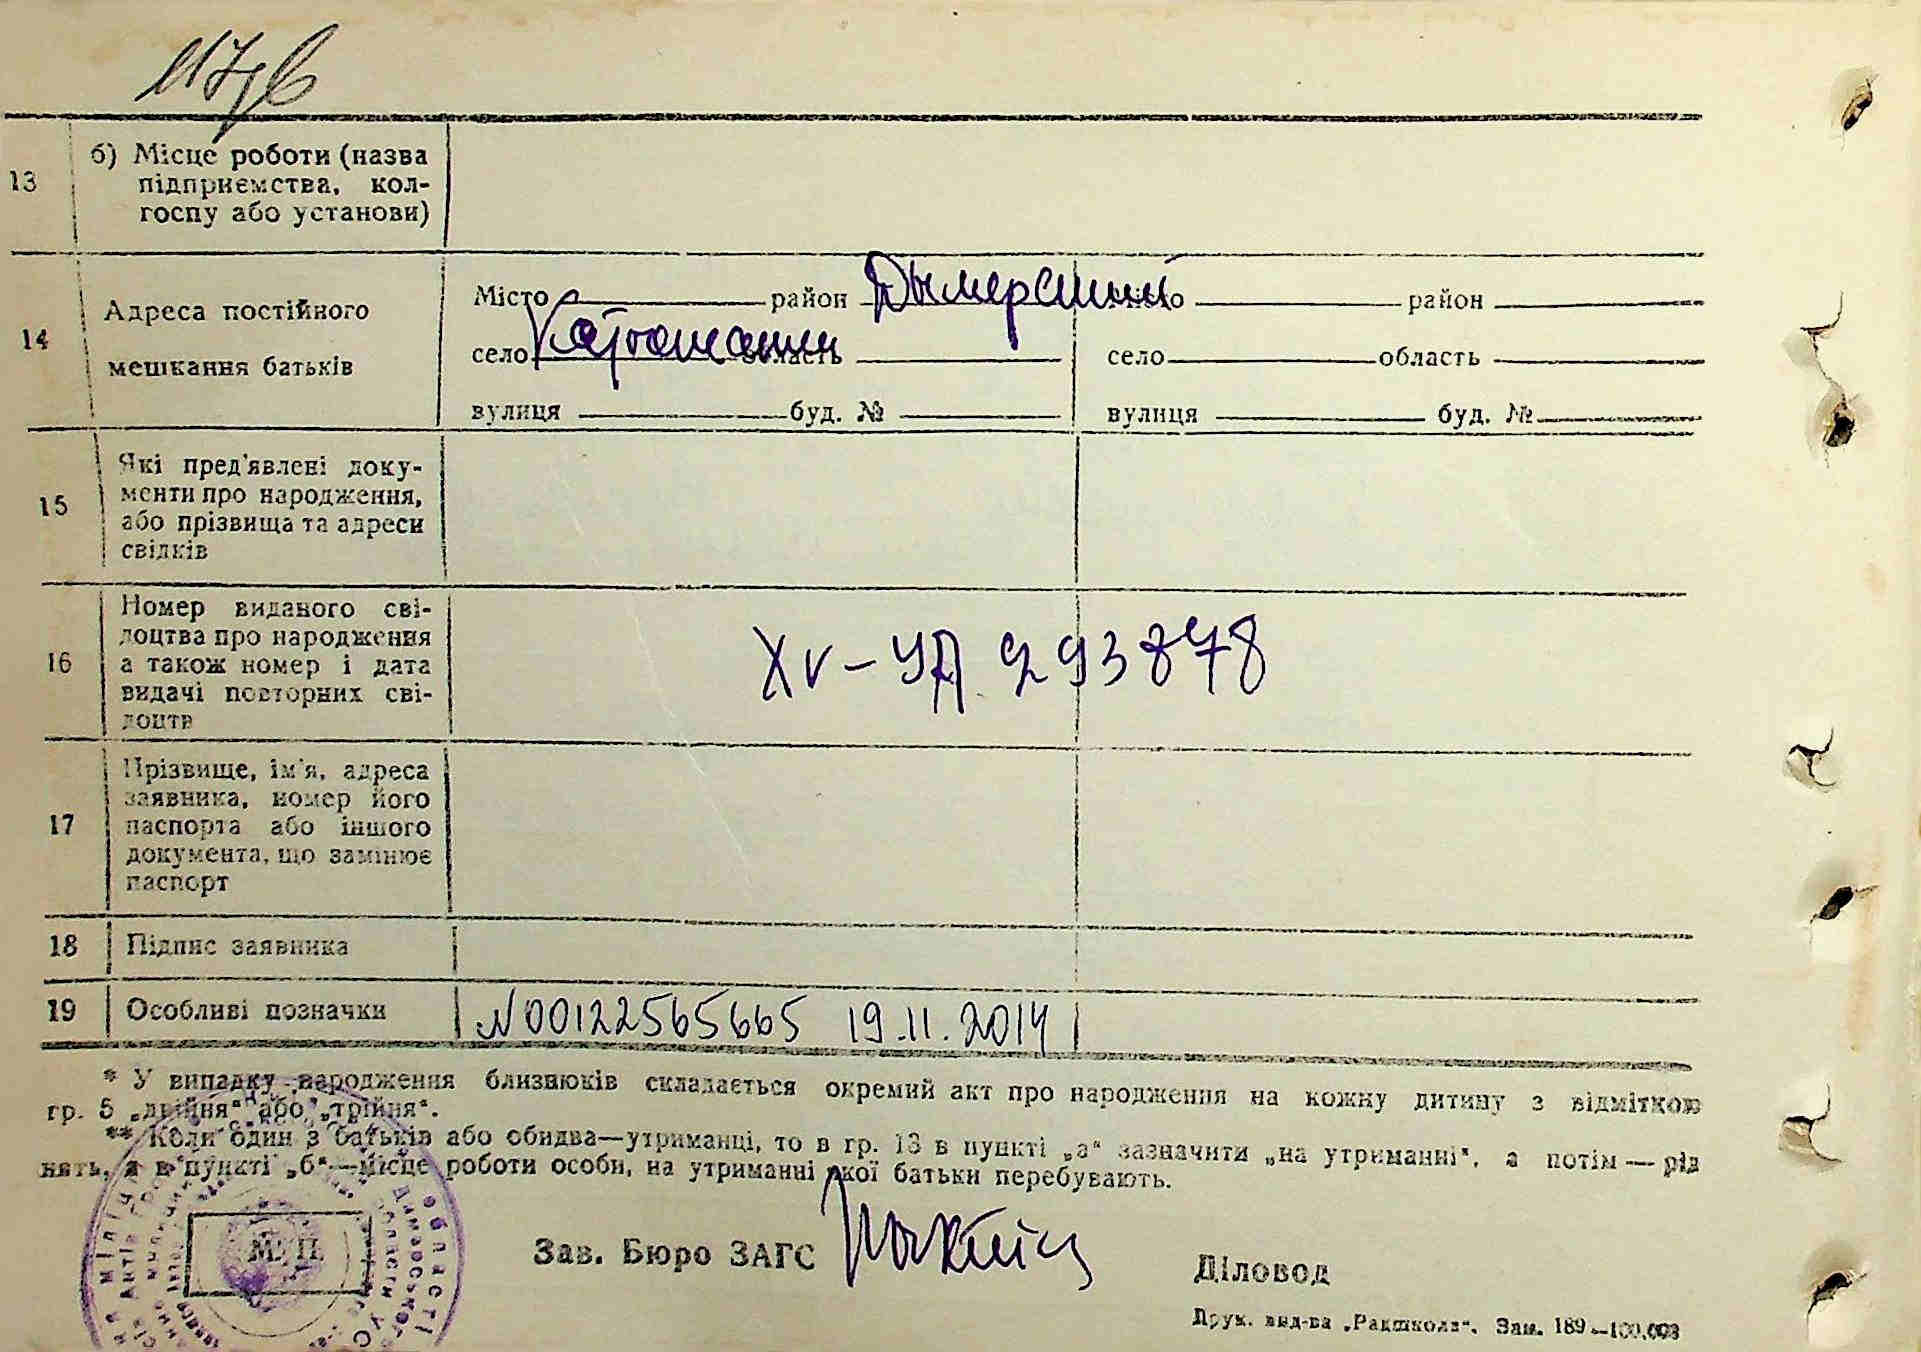 13 б) Місце роботи (назва
підприємства, кол-
госпу або установи)
14 Адреса постійного
мешкання батьків
Місто район Дымерский
село область
вулиця буд. №
район
село область
вулиця буд. №
15 Які пред'явлені доку-
менти про народження,
або прізвища та адреси
свідків
16 Номер виданого сві-
доцтва про народження
а також номер і дата
видачі повторних сві-
доцтв
XV-УД 293878
17 Прізвище, ім'я, адреса
заявника, номер його
паспорта або іншого
документа, що замінює
паспорт
18 Підпис заявника
19 Особливі позначки N00122565665 19.11.2014
* У випадку народження близнюків складається окремий акт про народження на кожну дитину з відміткою
гр. 5 „двійня“ або „трійня“.
** Коли один з батьків або обидва—утриманці, то в гр. 13 в пункті „а“ зазначити „на утриманні“, а потім — рід
нять, а в пункті „б“—місце роботи особи, на утриманні якої батьки перебувають.
М. П.
Зав. Бюро ЗАГС
Діловод
Друк. вид-ва „Радшкола“. Зам. 189—100.003